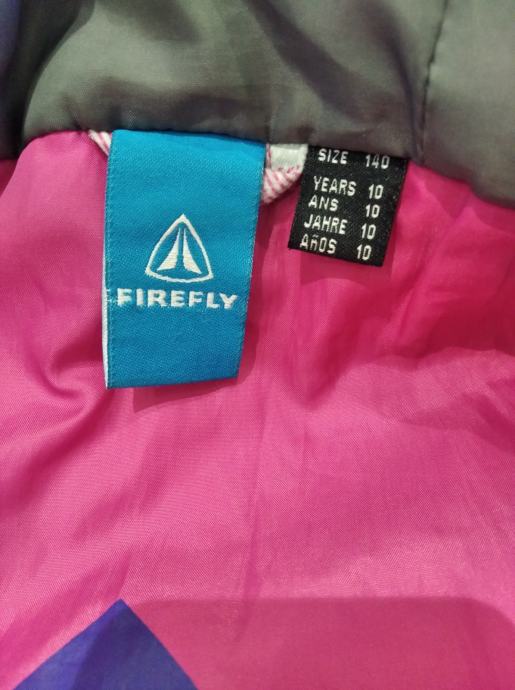 FIREFLY
SIZE 140
YEARS 10
ANS 10
JAHRE 10
AÑOS 10